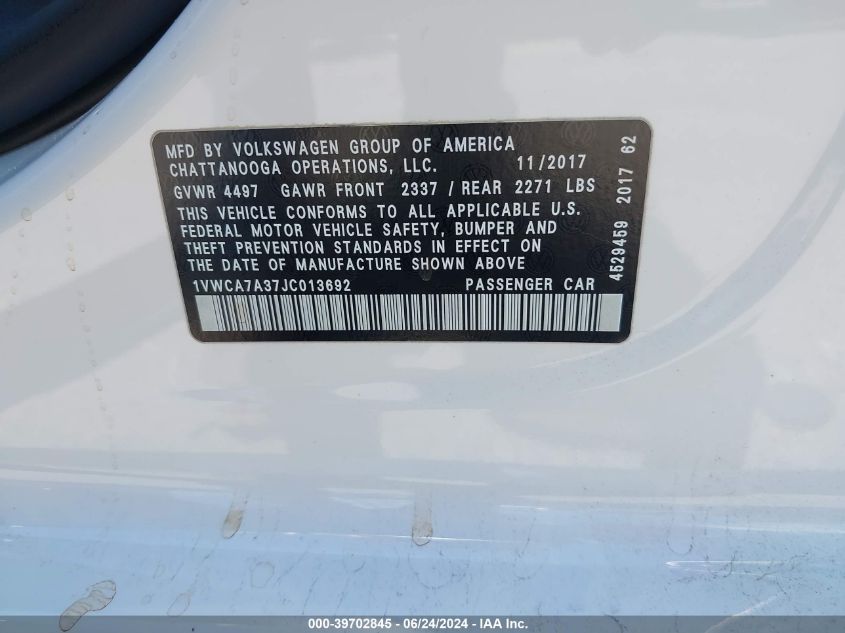 MFD BY VOLKSWAGEN GROUP OF AMERICA
CHATTANOOGA OPERATIONS, LLC. 11/2017
GVWR 4497 GAWR FRONT 2337 / REAR 2271 LBS
THIS VEHICLE CONFORMS TO ALL APPLICABLE U.S.
FEDERAL MOTOR VEHICLE SAFETY, BUMPER AND
THEFT PREVENTION STANDARDS IN EFFECT ON
THE DATE OF MANUFACTURE SHOWN ABOVE
1VWCA7A37JC013692 PASSENGER CAR
4529459 2017 62
000-39702845 - 06/24/2024 - IAA Inc.